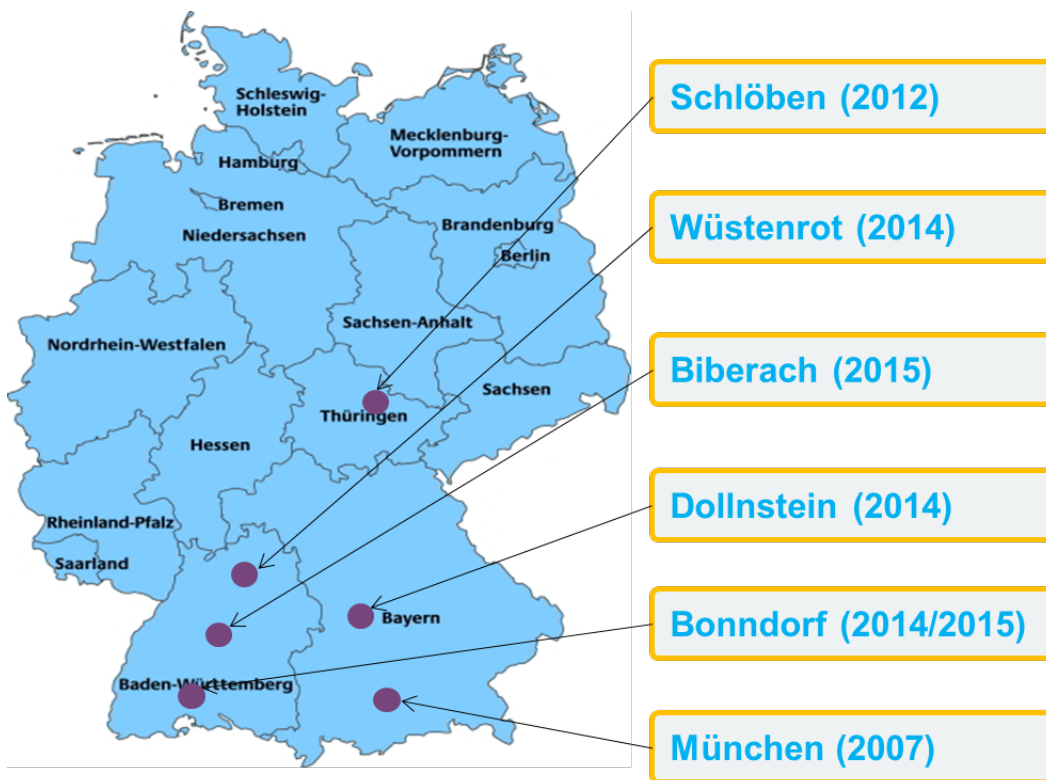 Schleswig-
Holstein
Mecklenburg-
Vorpommern
Hamburg
Bremen
Niedersachsen
Brandenburg
Berlin
Sachsen-Anhalt
Nordrhein-Westfalen
Sachsen
Thüringen
Hessen
Rheinland-Pfalz
Saarland
Bayern
Baden-Württemberg
Schlöben (2012)
Wüstenrot (2014)
Biberach (2015)
Dollnstein (2014)
Bonndorf (2014/2015)
München (2007)